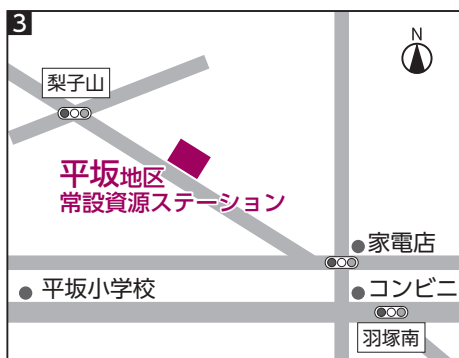 3
N
梨子山
平坂地区
常設資源ステーション
家電店
平坂小学校
コンビニ
羽塚南